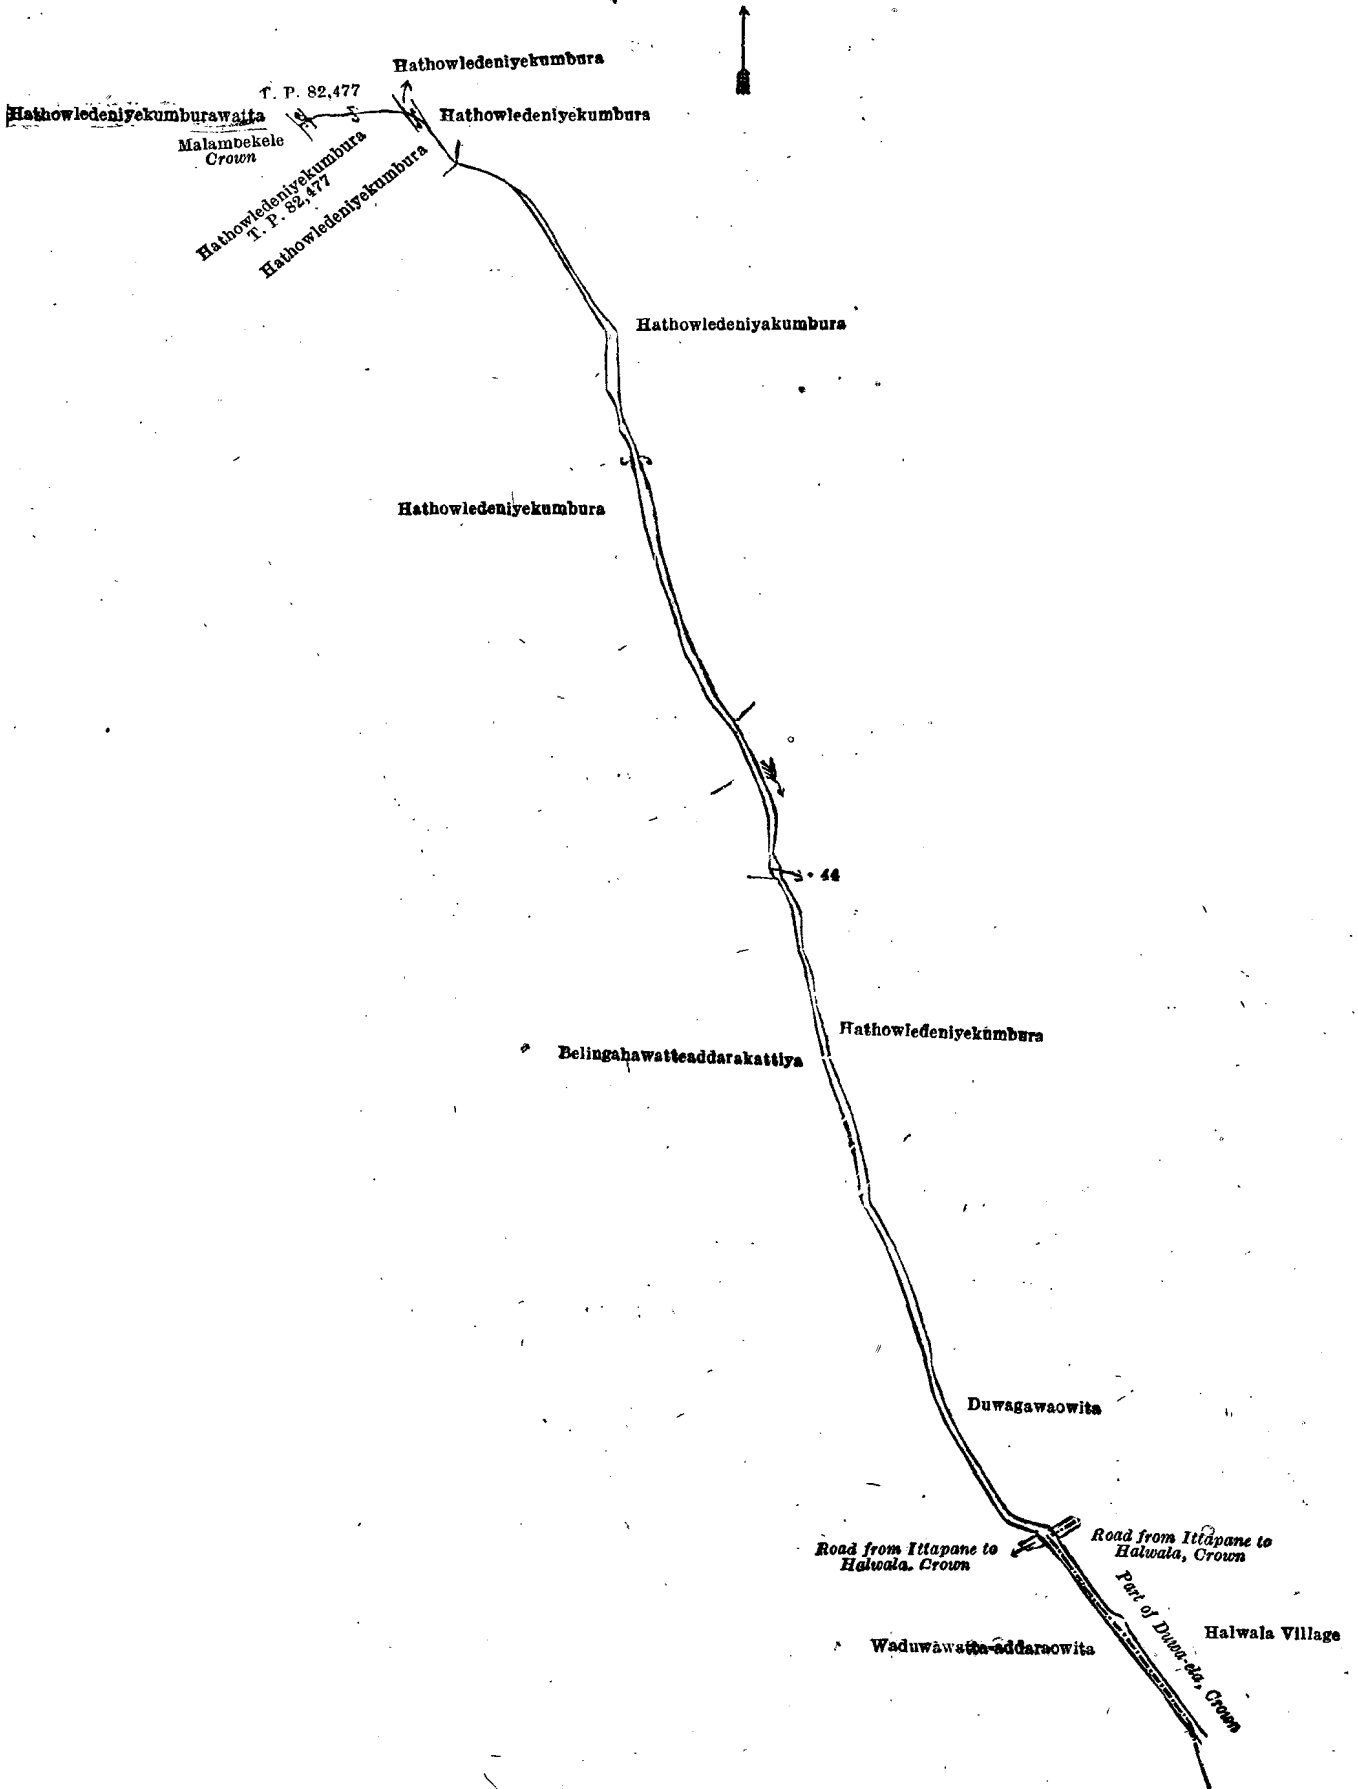 Hathowledeniyekumbura
T. P. 82,477
Hathowledeniyekumburawatta
Hathowledeniyekumbura
Malambekele
Crown
Hathowledeniyekumbura
T. P. 82,477
Hathowledeniyekumbura
Hathowledeniyakumbura
Hathowledeniyekumbura
44
Hathowledeniyekumbura
Belingahawatteaddarakattiya
Duwagawaowita
Road from Ittapane to
Halwala, Crown
Road from Ittapane to
Halwala, Crown
Part of Duwa-ela, Crown
Halwala Village
Waduwawatta-addaraowita